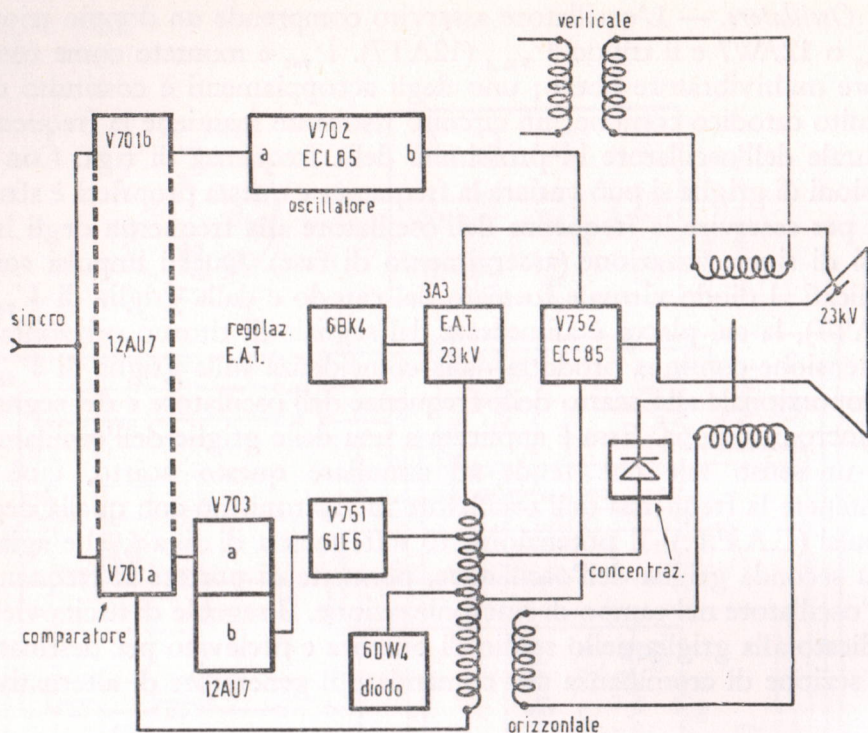 verticale
V701b
V702
a ECL85 b
oscillatore
sincro
12AU7
regolaz.
E.A.T.
6BK4
3A3
E.A.T.
23kV
V752
ECC85
23kV
V703
a
b
12AU7
V751
6JE6
V701a
comparatore
concentraz.
6DW4
diodo
orizzontale